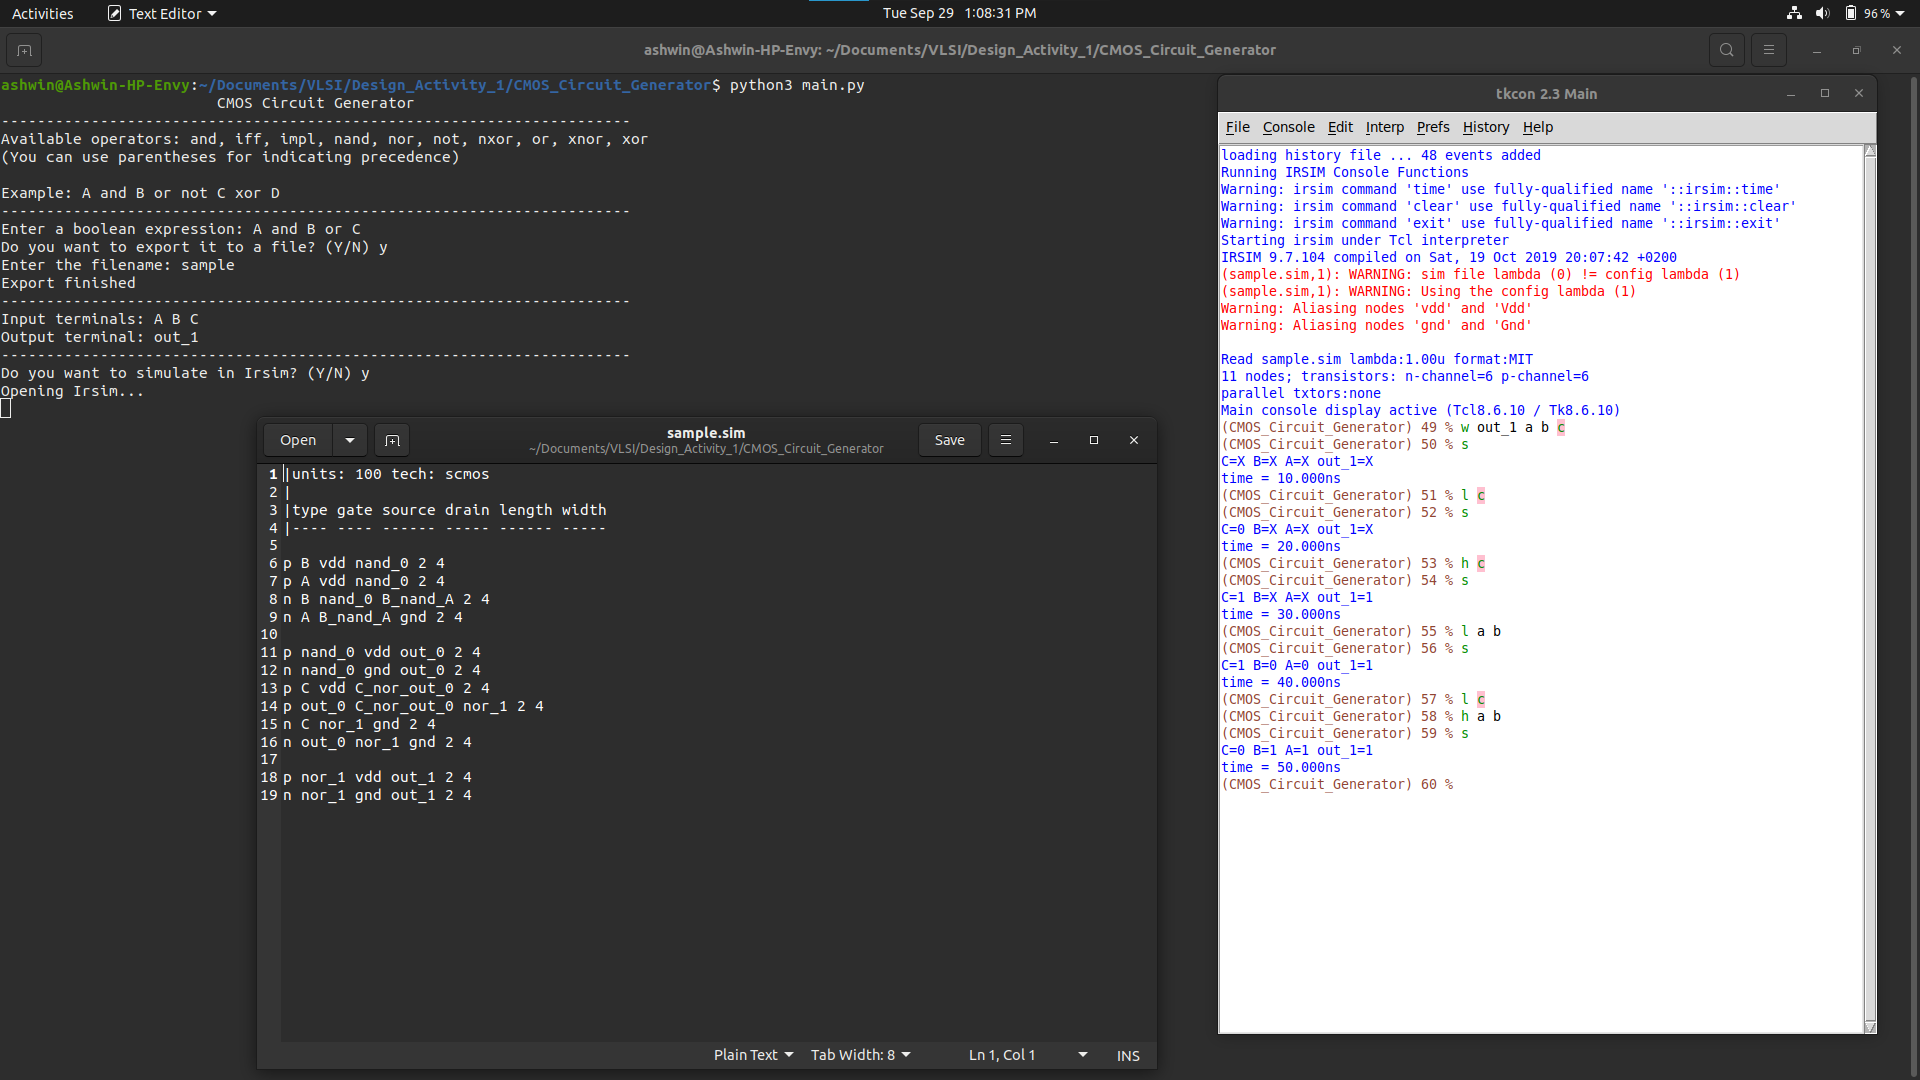 Activities
Text Editor
Tue Sep 29 1:08:31 PM
96 %
ashwin@Ashwin-HP-Envy: ~/Documents/VLSI/Design_Activity_1/CMOS_Circuit_Generator
ashwin@Ashwin-HP-Envy:~/Documents/VLSI/Design_Activity_1/CMOS_Circuit_Generator$ python3 main.py
CMOS Circuit Generator
----------------------------------------------------------------------
Available operators: and, iff, impl, nand, nor, not, nxor, or, xnor, xor
(You can use parentheses for indicating precedence)
Example: A and B or not C xor D
----------------------------------------------------------------------
Enter a boolean expression: A and B or C
Do you want to export it to a file? (Y/N) y
Enter the filename: sample
Export finished
----------------------------------------------------------------------
Input terminals: A B C
Output terminal: out_1
----------------------------------------------------------------------
Do you want to simulate in Irsim? (Y/N) y
Opening Irsim...
Open
sample.sim
~/Documents/VLSI/Design_Activity_1/CMOS_Circuit_Generator
Save
1 |units: 100 tech: scmos
2 |
3 |type gate source drain length width
4 |---- ---- ------ ----- ------ -----
5
6 p B vdd nand_0 2 4
7 p A vdd nand_0 2 4
8 n B nand_0 B_nand_A 2 4
9 n A B_nand_A gnd 2 4
10
11 p nand_0 vdd out_0 2 4
12 n nand_0 gnd out_0 2 4
13 p C vdd C_nor_out_0 2 4
14 p out_0 C_nor_out_0 nor_1 2 4
15 n C nor_1 gnd 2 4
16 n out_0 nor_1 gnd 2 4
17
18 p nor_1 vdd out_1 2 4
19 n nor_1 gnd out_1 2 4
Plain Text
Tab Width: 8
Ln 1, Col 1
INS
tkcon 2.3 Main
File Console Edit Interp Prefs History Help
loading history file ... 48 events added
Running IRSIM Console Functions
Warning: irsim command 'time' use fully-qualified name '::irsim::time'
Warning: irsim command 'clear' use fully-qualified name '::irsim::clear'
Warning: irsim command 'exit' use fully-qualified name '::irsim::exit'
Starting irsim under Tcl interpreter
IRSIM 9.7.104 compiled on Sat, 19 Oct 2019 20:07:42 +0200
(sample.sim,1): WARNING: sim file lambda (0) != config lambda (1)
(sample.sim,1): WARNING: Using the config lambda (1)
Warning: Aliasing nodes 'vdd' and 'Vdd'
Warning: Aliasing nodes 'gnd' and 'Gnd'
Read sample.sim lambda:1.00u format:MIT
11 nodes; transistors: n-channel=6 p-channel=6
parallel txtors:none
Main console display active (Tcl8.6.10 / Tk8.6.10)
(CMOS_Circuit_Generator) 49 % w out_1 a b c
(CMOS_Circuit_Generator) 50 % s
C=X B=X A=X out_1=X
time = 10.000ns
(CMOS_Circuit_Generator) 51 % l c
(CMOS_Circuit_Generator) 52 % s
C=0 B=X A=X out_1=X
time = 20.000ns
(CMOS_Circuit_Generator) 53 % h c
(CMOS_Circuit_Generator) 54 % s
C=1 B=X A=X out_1=1
time = 30.000ns
(CMOS_Circuit_Generator) 55 % l a b
(CMOS_Circuit_Generator) 56 % s
C=1 B=0 A=0 out_1=1
time = 40.000ns
(CMOS_Circuit_Generator) 57 % l c
(CMOS_Circuit_Generator) 58 % h a b
(CMOS_Circuit_Generator) 59 % s
C=0 B=1 A=1 out_1=1
time = 50.000ns
(CMOS_Circuit_Generator) 60 %